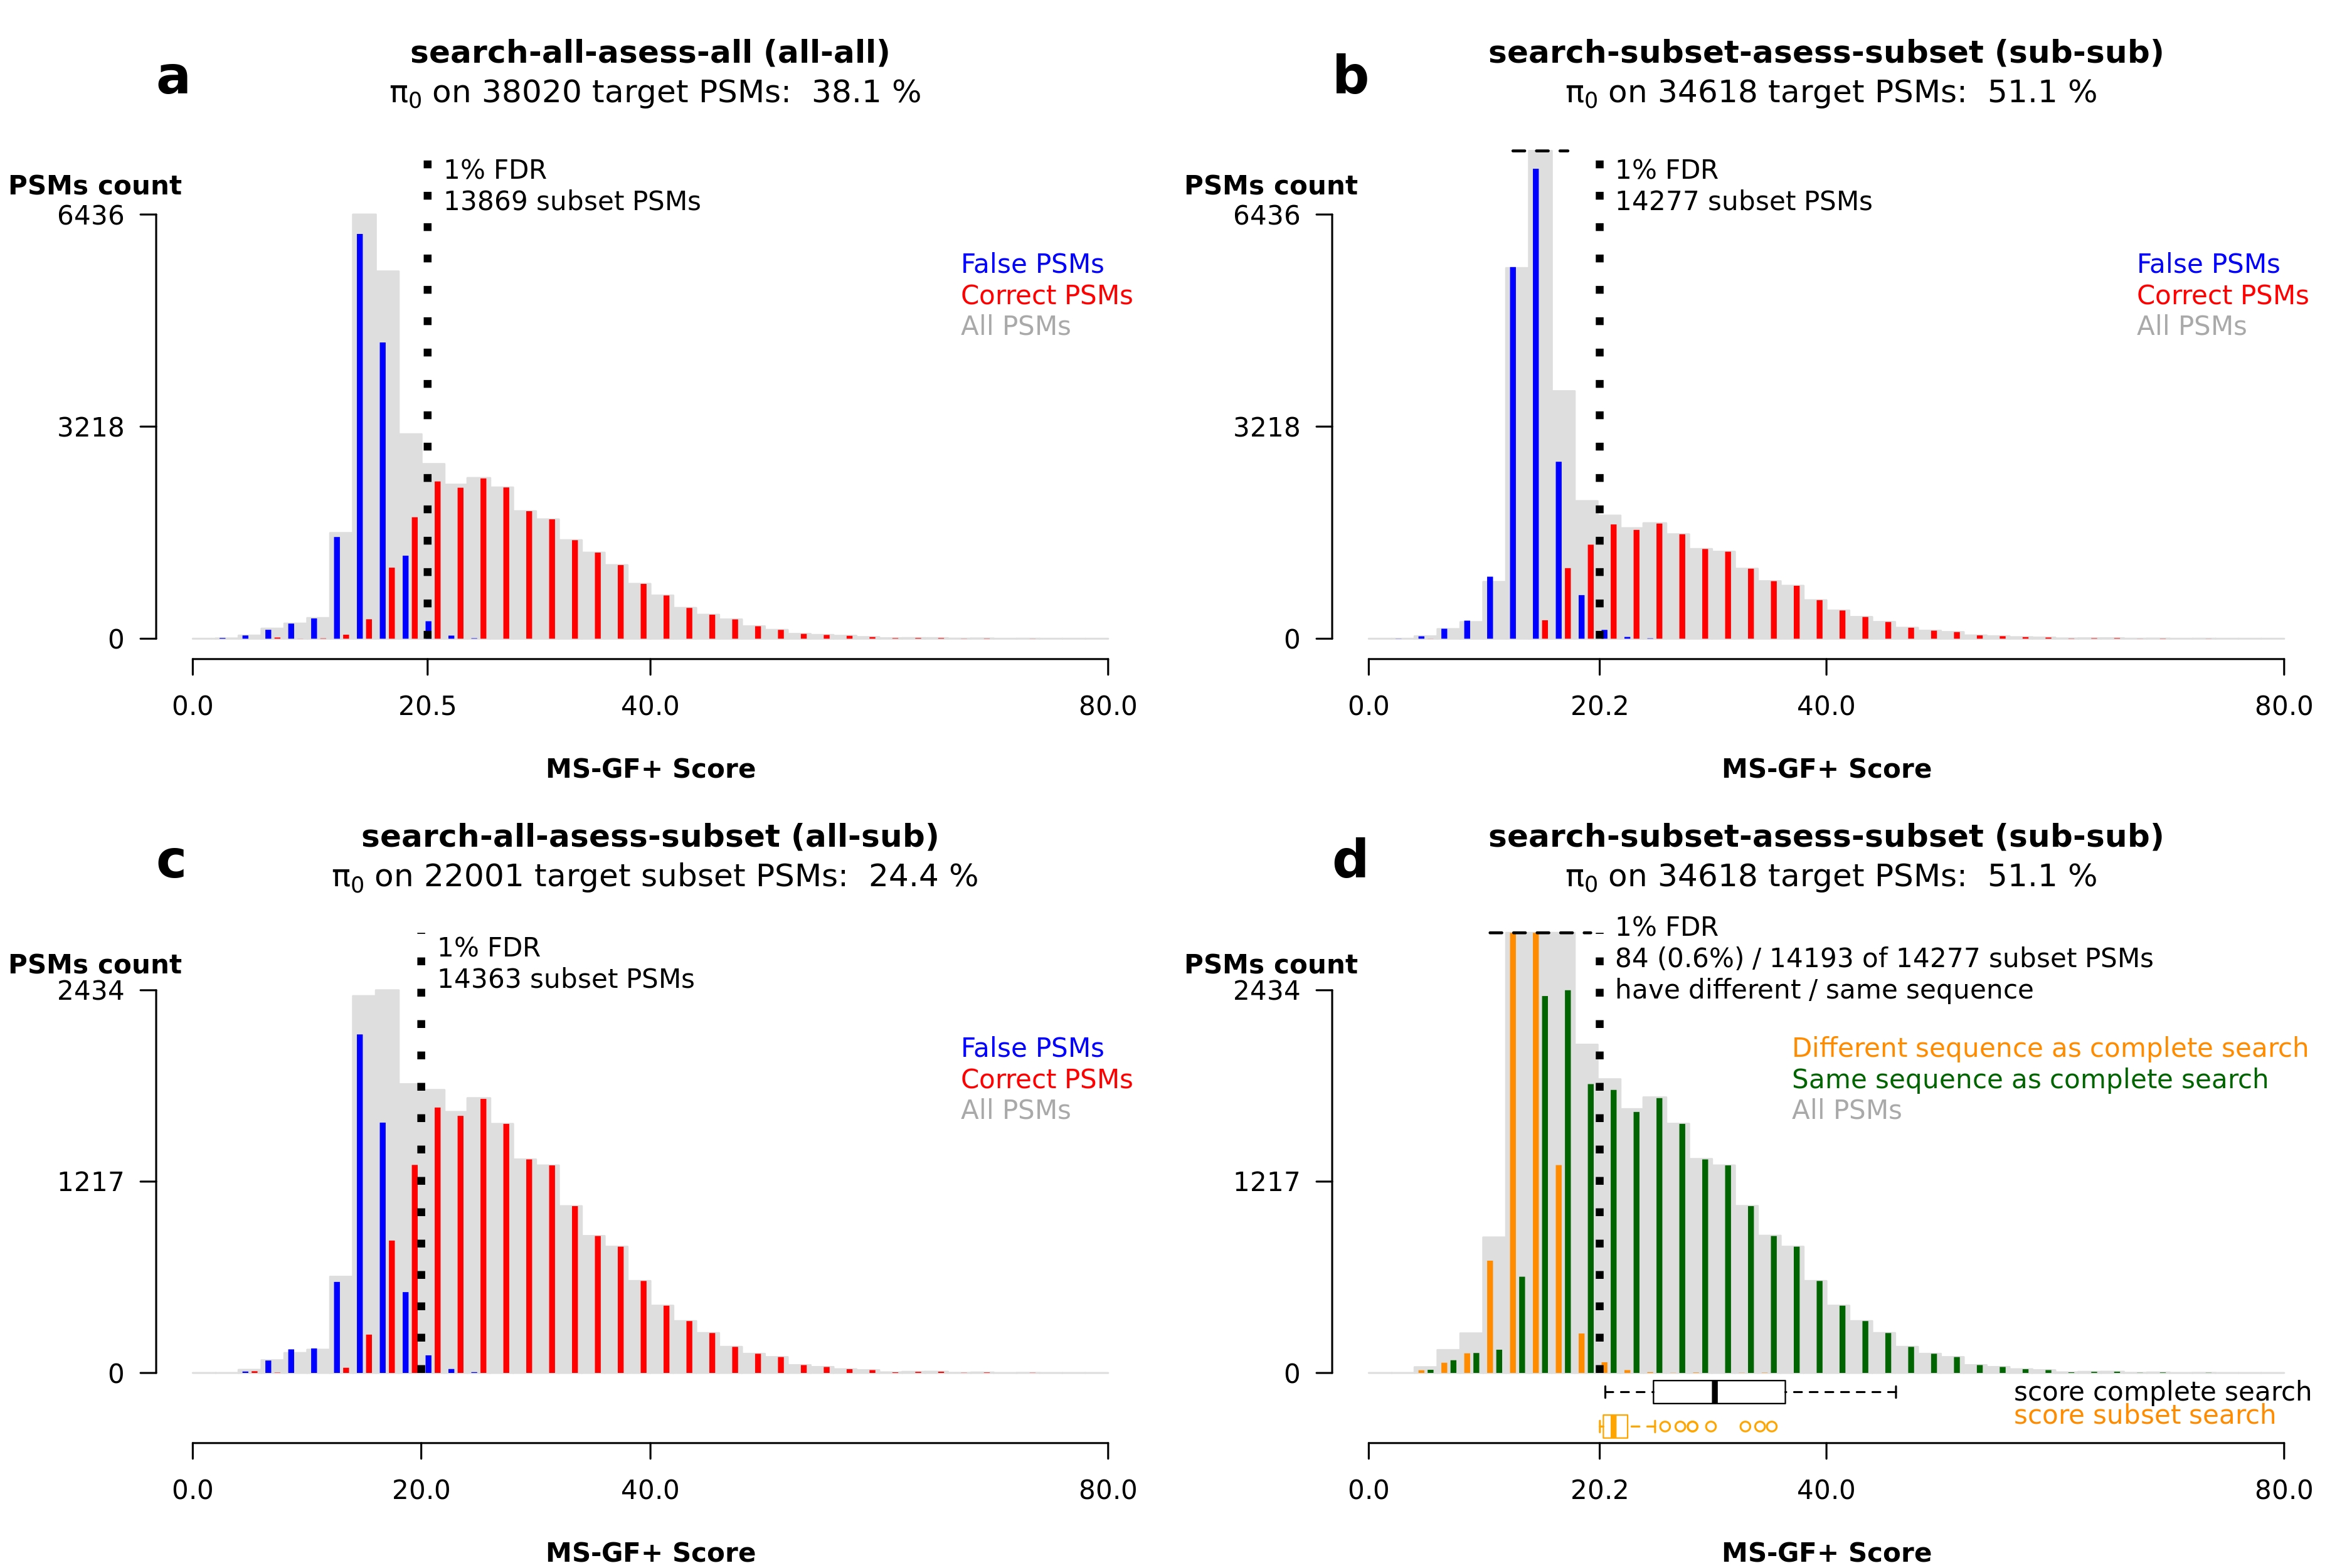 a
search-all-asess-all (all-all)
π0 on 38020 target PSMs: 38.1 %
1% FDR
13869 subset PSMs
PSMs count
6436
3218
0
False PSMs
Correct PSMs
All PSMs
0.0 20.5 40.0 80.0
MS-GF+ Score
b
search-subset-asess-subset (sub-sub)
π0 on 34618 target PSMs: 51.1 %
1% FDR
14277 subset PSMs
PSMs count
6436
3218
0
False PSMs
Correct PSMs
All PSMs
0.0 20.2 40.0 80.0
MS-GF+ Score
c
search-all-asess-subset (all-sub)
π0 on 22001 target subset PSMs: 24.4 %
1% FDR
14363 subset PSMs
PSMs count
2434
1217
0
False PSMs
Correct PSMs
All PSMs
0.0 20.0 40.0 80.0
MS-GF+ Score
d
search-subset-asess-subset (sub-sub)
π0 on 34618 target PSMs: 51.1 %
1% FDR
84 (0.6%) / 14193 of 14277 subset PSMs
have different / same sequence
PSMs count
2434
1217
0
Different sequence as complete search
Same sequence as complete search
All PSMs
score complete search
score subset search
0.0 20.2 40.0 80.0
MS-GF+ Score